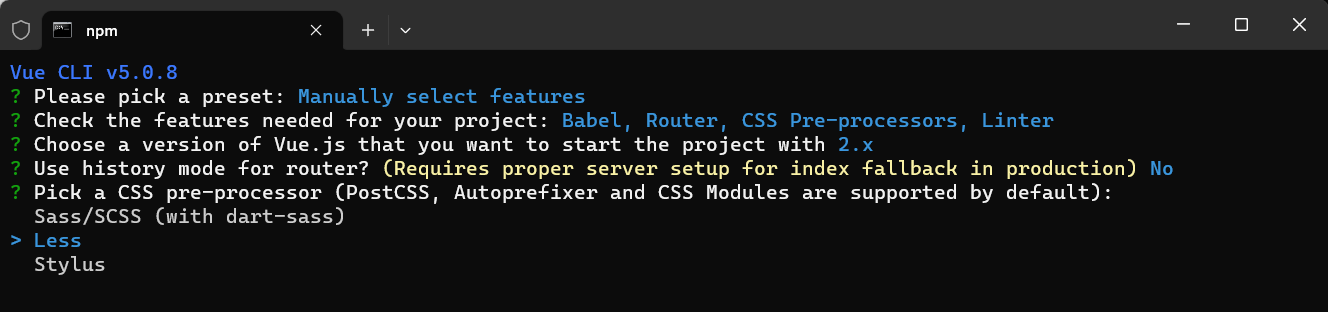 npm
Vue CLI v5.0.8
? Please pick a preset: Manually select features
? Check the features needed for your project: Babel, Router, CSS Pre-processors, Linter
? Choose a version of Vue.js that you want to start the project with 2.x
? Use history mode for router? (Requires proper server setup for index fallback in production) No
? Pick a CSS pre-processor (PostCSS, Autoprefixer and CSS Modules are supported by default):
Sass/SCSS (with dart-sass)
> Less
Stylus